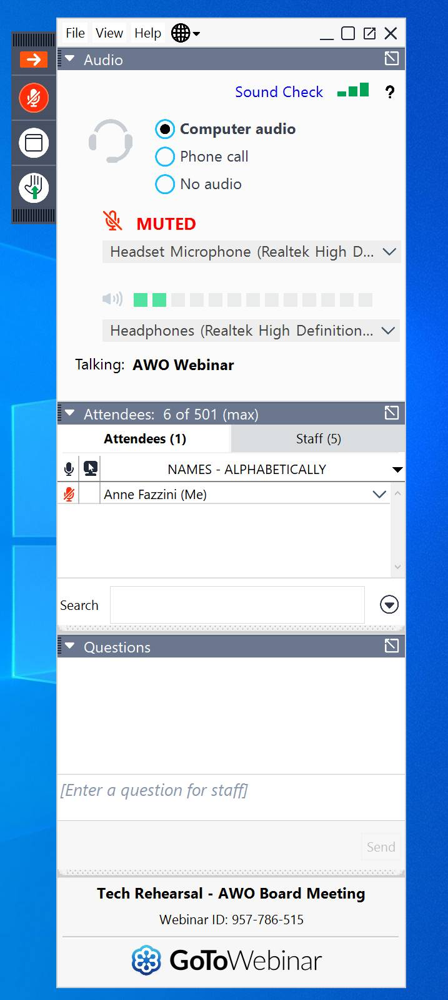 File View Help
Audio
Sound Check ?
Computer audio
Phone call
No audio
MUTED
Headset Microphone (Realtek High D...
Headphones (Realtek High Definition...
Talking: AWO Webinar
Attendees: 6 of 501 (max)
Attendees (1) Staff (5)
NAMES - ALPHABETICALLY
Anne Fazzini (Me)
Search
Questions
[Enter a question for staff]
Send
Tech Rehearsal - AWO Board Meeting
Webinar ID: 957-786-515
GoToWebinar